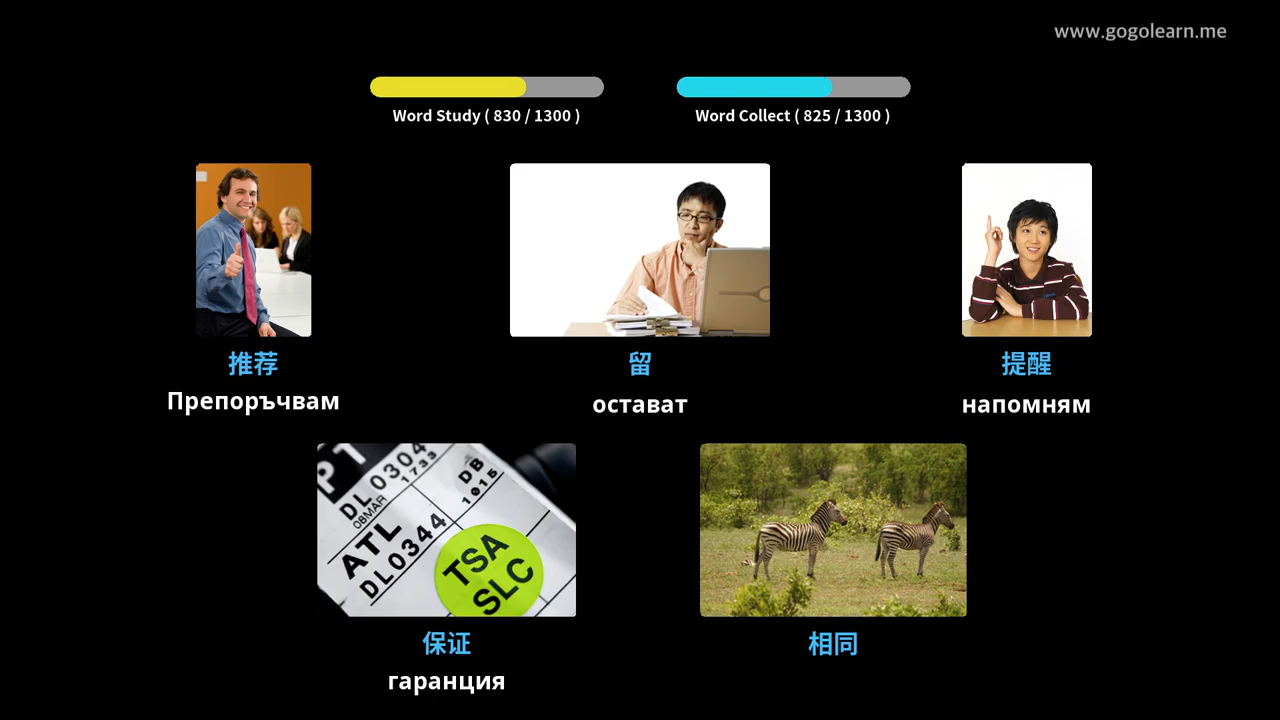 www.gogolearn.me
Word Study ( 830 / 1300 )
Word Collect ( 825 / 1300 )
推荐
留
提醒
Препоръчвам
остават
напомням
PT
DL0304
1733
08MAR
DB
1015
ATL
DL0344
TSA
SLC
保证
相同
гаранция